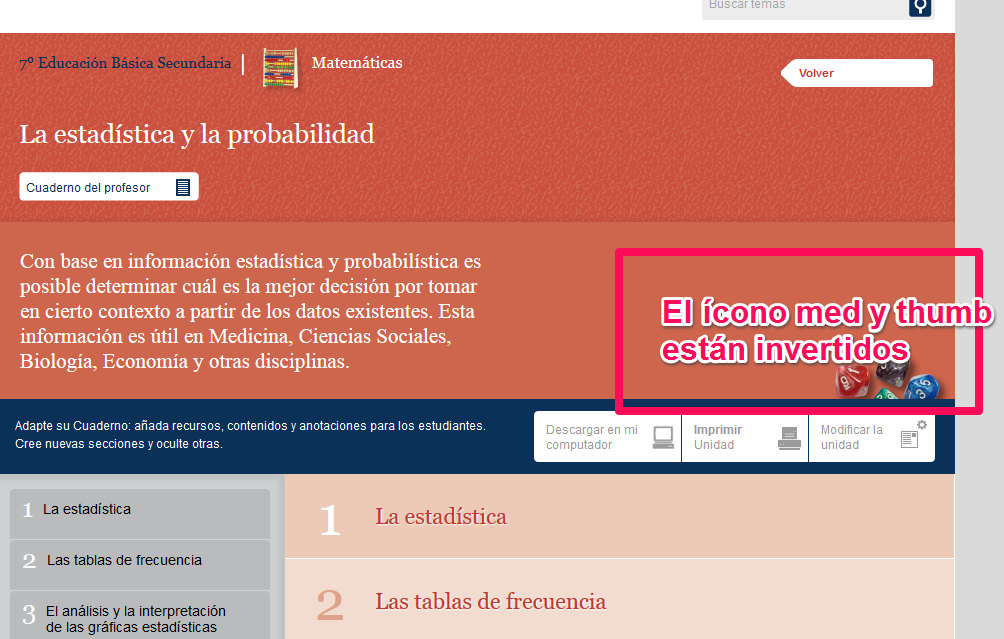 Buscar temas
7º Educación Básica Secundaria
Matemáticas
Volver
La estadística y la probabilidad
Cuaderno del profesor
Con base en información estadística y probabilística es
posible determinar cuál es la mejor decisión por tomar
en cierto contexto a partir de los datos existentes. Esta
información es útil en Medicina, Ciencias Sociales,
Biología, Economía y otras disciplinas.
El ícono med y thumb
están invertidos
Adapte su Cuaderno: añada recursos, contenidos y anotaciones para los estudiantes.
Cree nuevas secciones y oculte otras.
Descargar en mi
computador
Imprimir
Unidad
Modificar la
unidad
1 La estadística
2 Las tablas de frecuencia
3 El análisis y la interpretación
de las gráficas estadísticas
1 La estadística
2 Las tablas de frecuencia